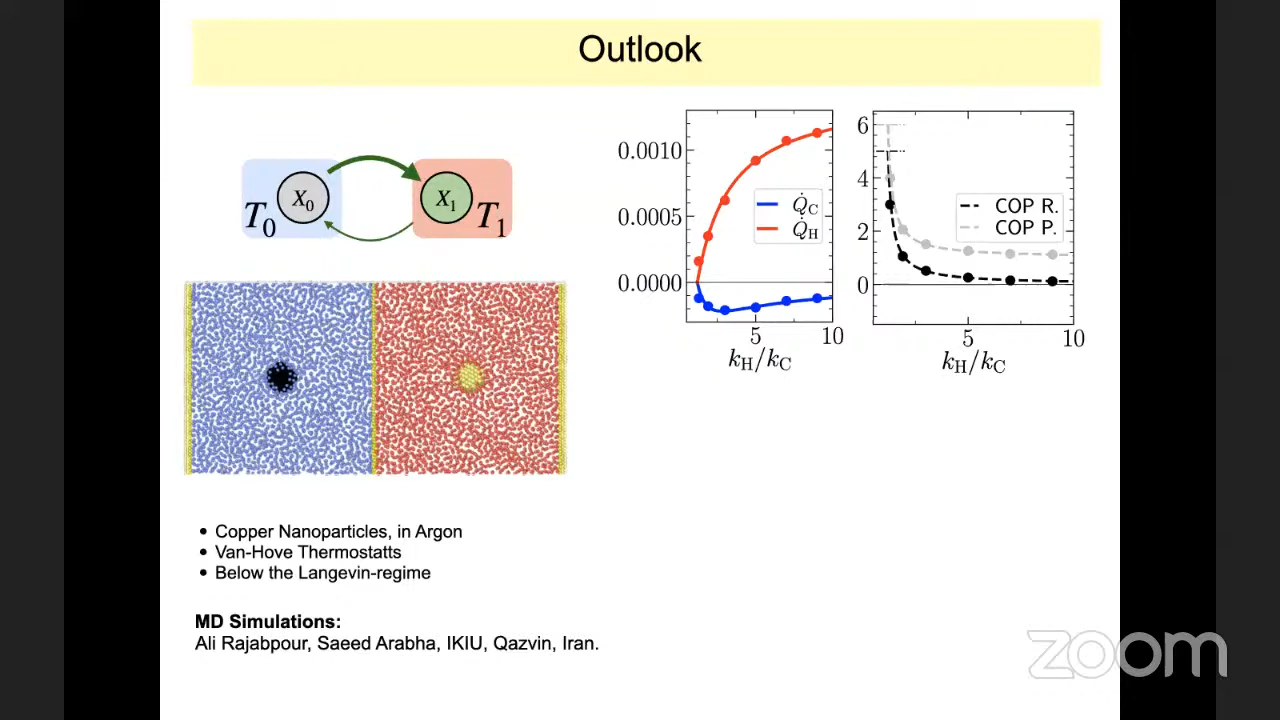 Outlook
T0
X0
X1
T1
0.0010
0.0005
0.0000
Q̇C
Q̇H
5
10
kH/kC
6
4
2
0
COP R.
COP P.
5
10
kH/kC
• Copper Nanoparticles, in Argon
• Van-Hove Thermostatts
• Below the Langevin-regime
MD Simulations:
Ali Rajabpour, Saeed Arabha, IKIU, Qazvin, Iran.
zoom